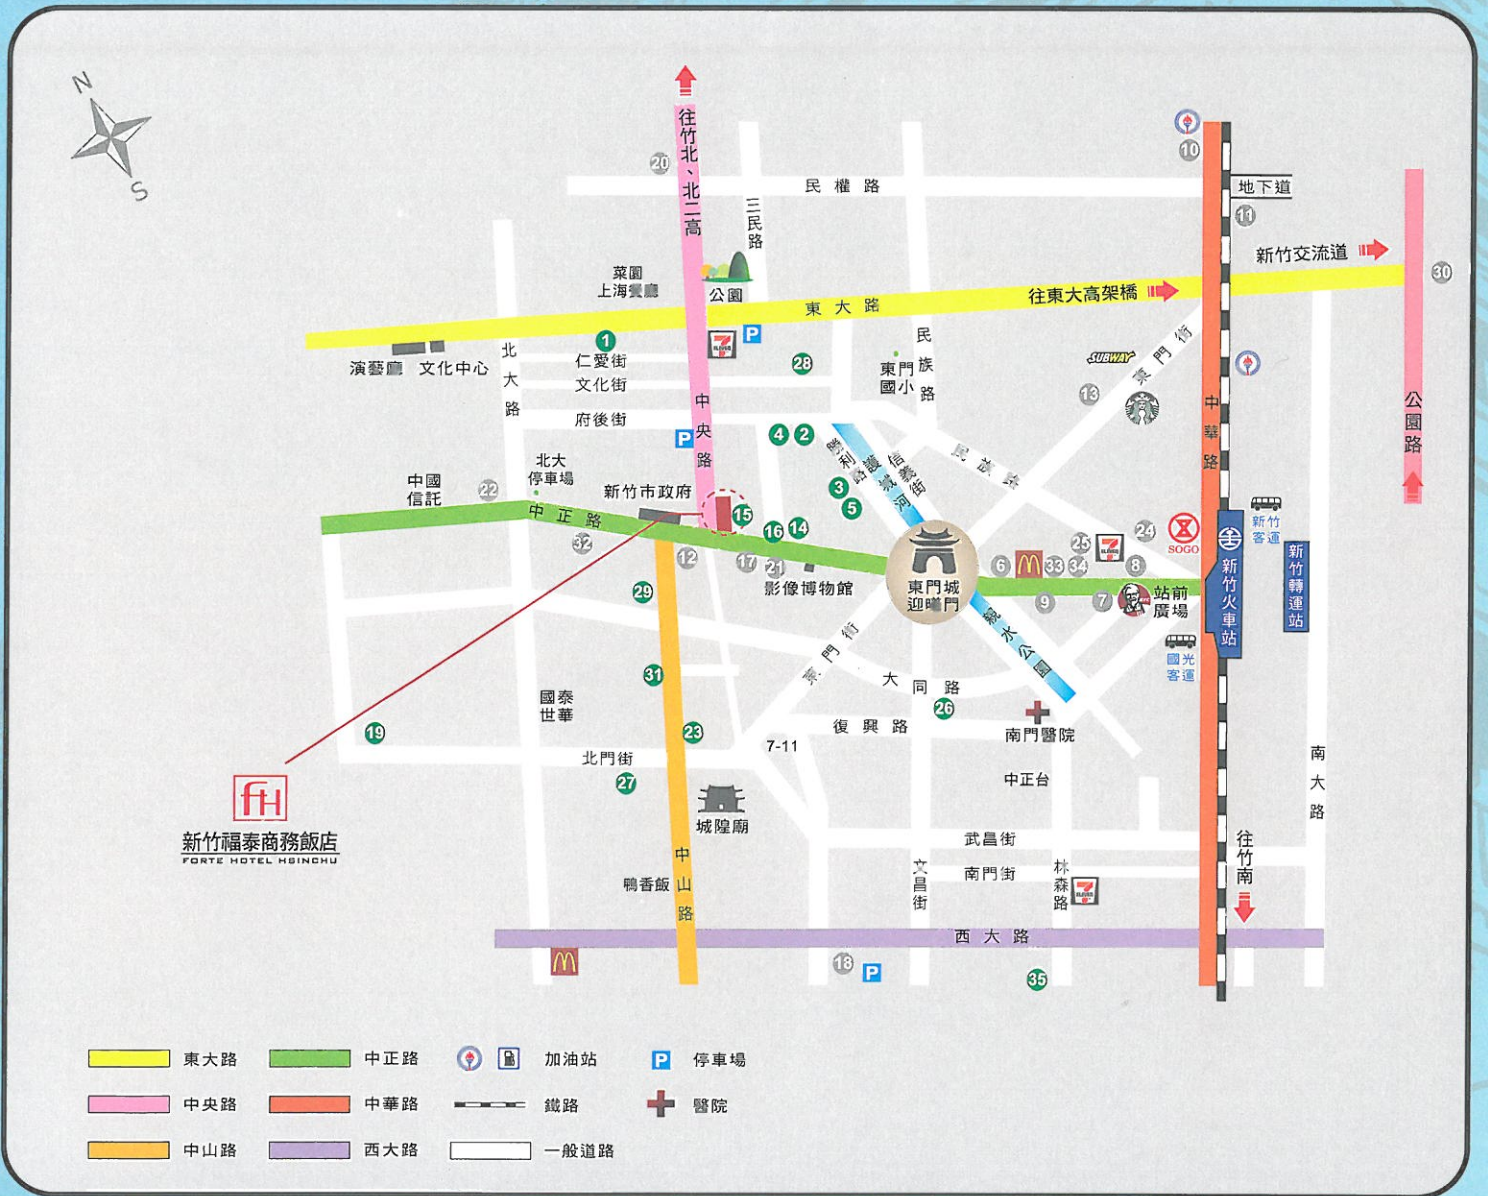 N
S
往竹北、北二高
20
民權路
三民路
10
地下道
11
新竹交流道
30
菜園
上海餐廳
公園
東大路
往東大高架橋
演藝廳
文化中心
北大路
1
仁愛街
文化街
府後街
7
ELEVEN
P
28
東門
國小
民族路
SUBWAY
東門街
13
中華路
公園路
P
中央路
4
2
勝利路
護城河
信義街
民族路
3
5
中國
信託
22
北大
停車場
新竹市政府
中正路
32
12
15
16
14
17
21
影像博物館
東門城
迎曦門
6
33
34
25
7
ELEVEN
24
8
SOGO
9
7
站前
廣場
新竹
客運
新竹火車站
新竹轉運站
國光
客運
親水公園
29
31
23
國泰
世華
19
北門街
27
東門街
大同路
26
復興路
7-11
南門醫院
中正台
南大路
FH
新竹福泰商務飯店
FORTE HOTEL HSINCHU
城隍廟
鴨香飯
中山路
武昌街
南門街
文昌街
林森路
7
ELEVEN
往竹南
西大路
18
P
35
東大路
中正路
加油站
P
停車場
中央路
中華路
鐵路
醫院
中山路
西大路
一般道路